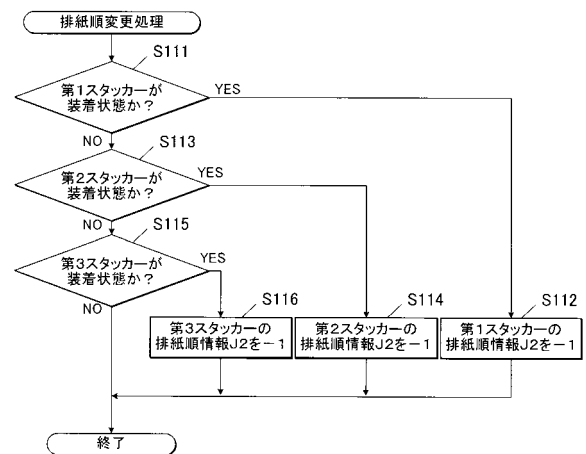 排紙順変更処理
S111
第1スタッカーが
装着状態か?
YES
NO
S113
第2スタッカーが
装着状態か?
YES
NO
S115
第3スタッカーが
装着状態か?
YES
NO
S116
第3スタッカーの
排紙順情報J2を-1
S114
第2スタッカーの
排紙順情報J2を-1
S112
第1スタッカーの
排紙順情報J2を-1
終了